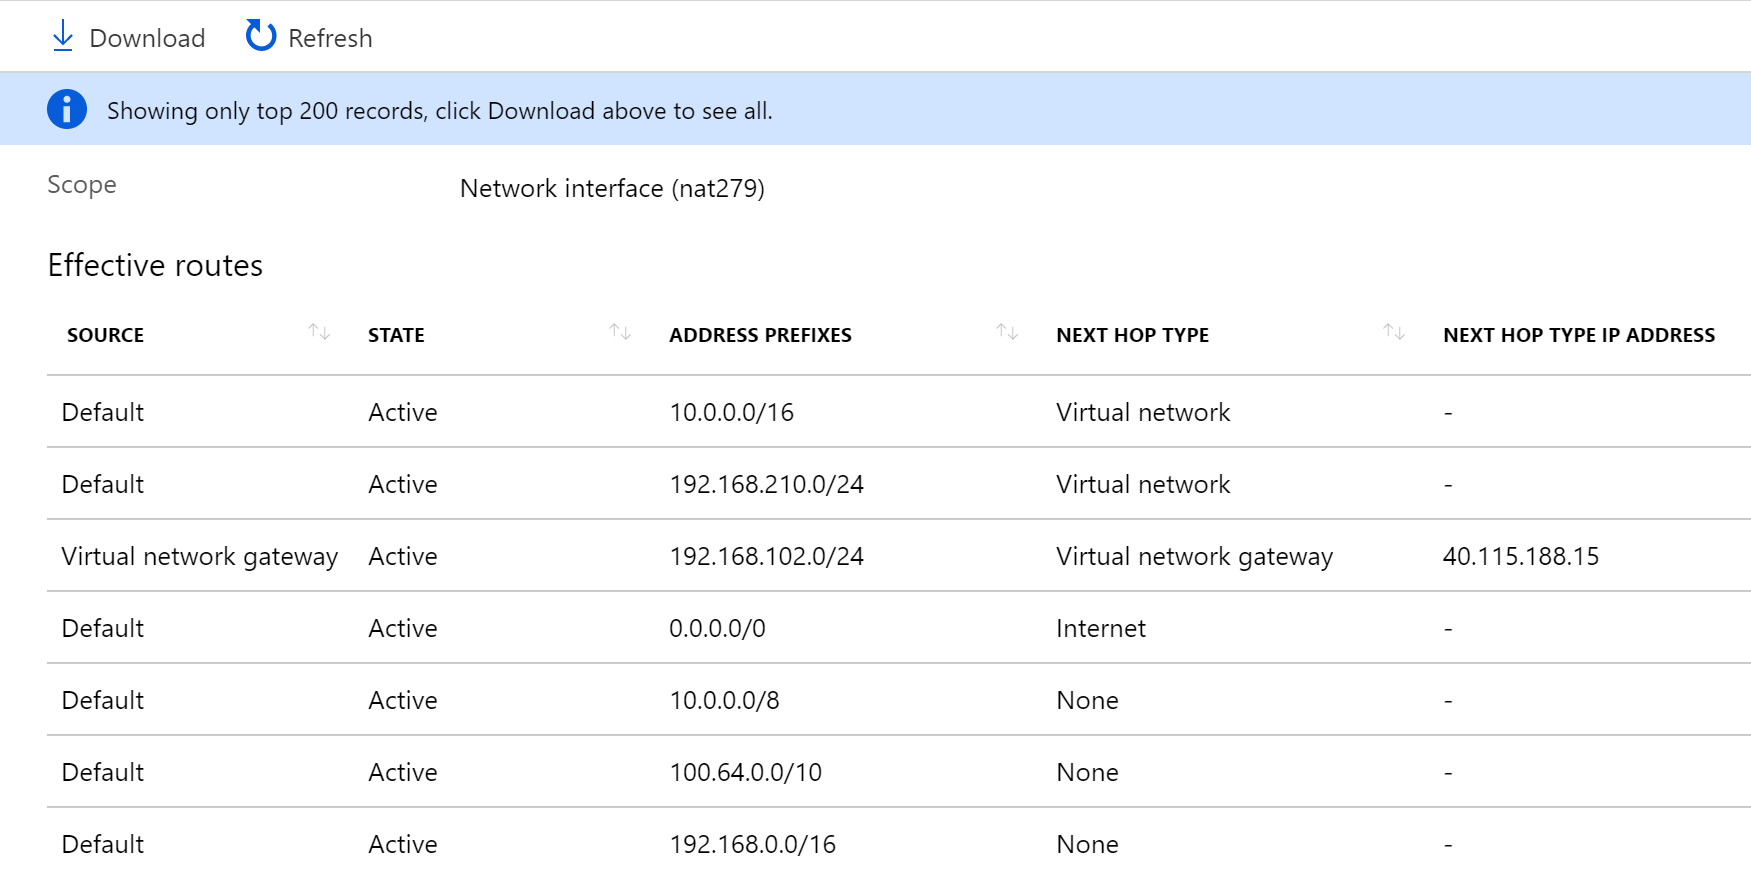 Download Refresh
Showing only top 200 records, click Download above to see all.
Scope Network interface (nat279)
Effective routes
SOURCE STATE ADDRESS PREFIXES NEXT HOP TYPE NEXT HOP TYPE IP ADDRESS
Default Active 10.0.0.0/16 Virtual network -
Default Active 192.168.210.0/24 Virtual network -
Virtual network gateway Active 192.168.102.0/24 Virtual network gateway 40.115.188.15
Default Active 0.0.0.0/0 Internet -
Default Active 10.0.0.0/8 None -
Default Active 100.64.0.0/10 None -
Default Active 192.168.0.0/16 None -